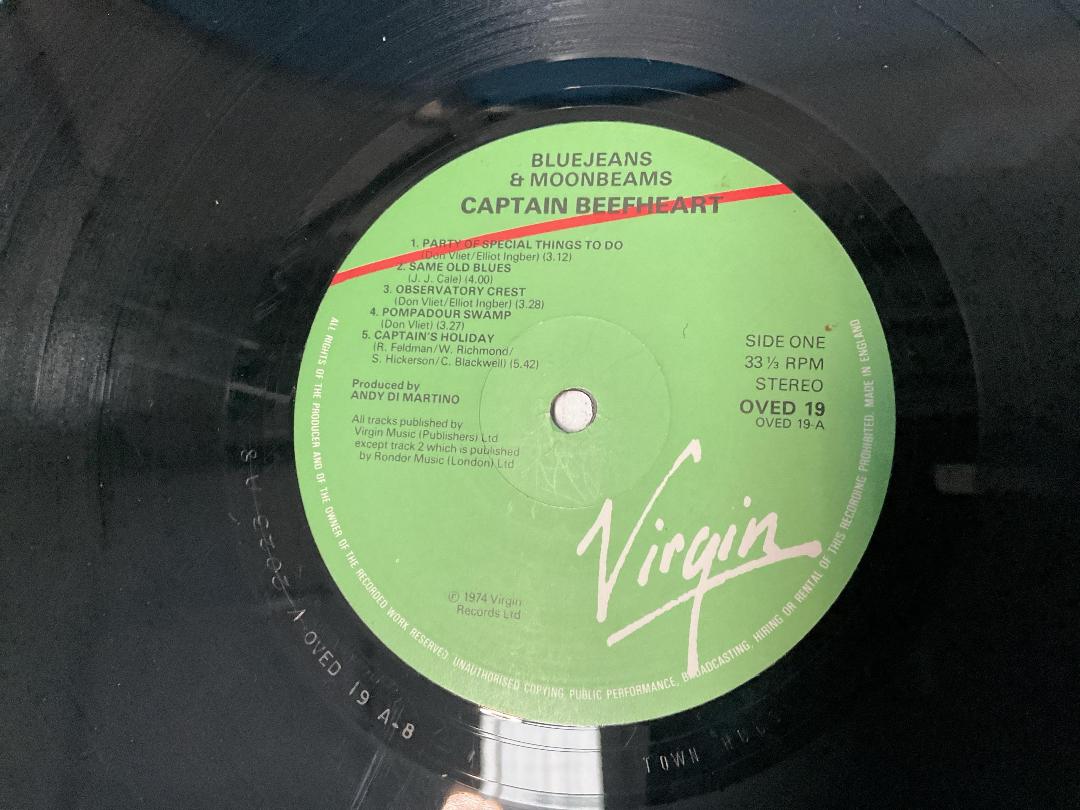 BLUEJEANS
& MOONBEAMS
CAPTAIN BEEFHEART
1. PARTY OF SPECIAL THINGS TO DO
(Don Vliet/Elliot Ingber) (3.12)
2. SAME OLD BLUES
(J. J. Cale) (4.00)
3. OBSERVATORY CREST
(Don Vliet/Elliot Ingber) (3.28)
4. POMPADOUR SWAMP
(Don Vliet) (3.27)
5. CAPTAIN'S HOLIDAY
(R. Feldman/W. Richmond/
S. Hickerson/C. Blackwell) (5.42)
Produced by
ANDY DI MARTINO
All tracks published by
Virgin Music (Publishers) Ltd
except track 2 which is published
by Rondor Music (London) Ltd
SIDE ONE
33 ⅓ RPM
STEREO
OVED 19
OVED 19-A
Virgin
℗ 1974 Virgin
Records Ltd
ALL RIGHTS OF THE PRODUCER AND OF THE OWNER OF THE RECORDED WORK RESERVED. UNAUTHORISED COPYING, PUBLIC PERFORMANCE, BROADCASTING, HIRING OR RENTAL OF THIS RECORDING PROHIBITED. MADE IN ENGLAND
OVED 19 A-B
TOWN